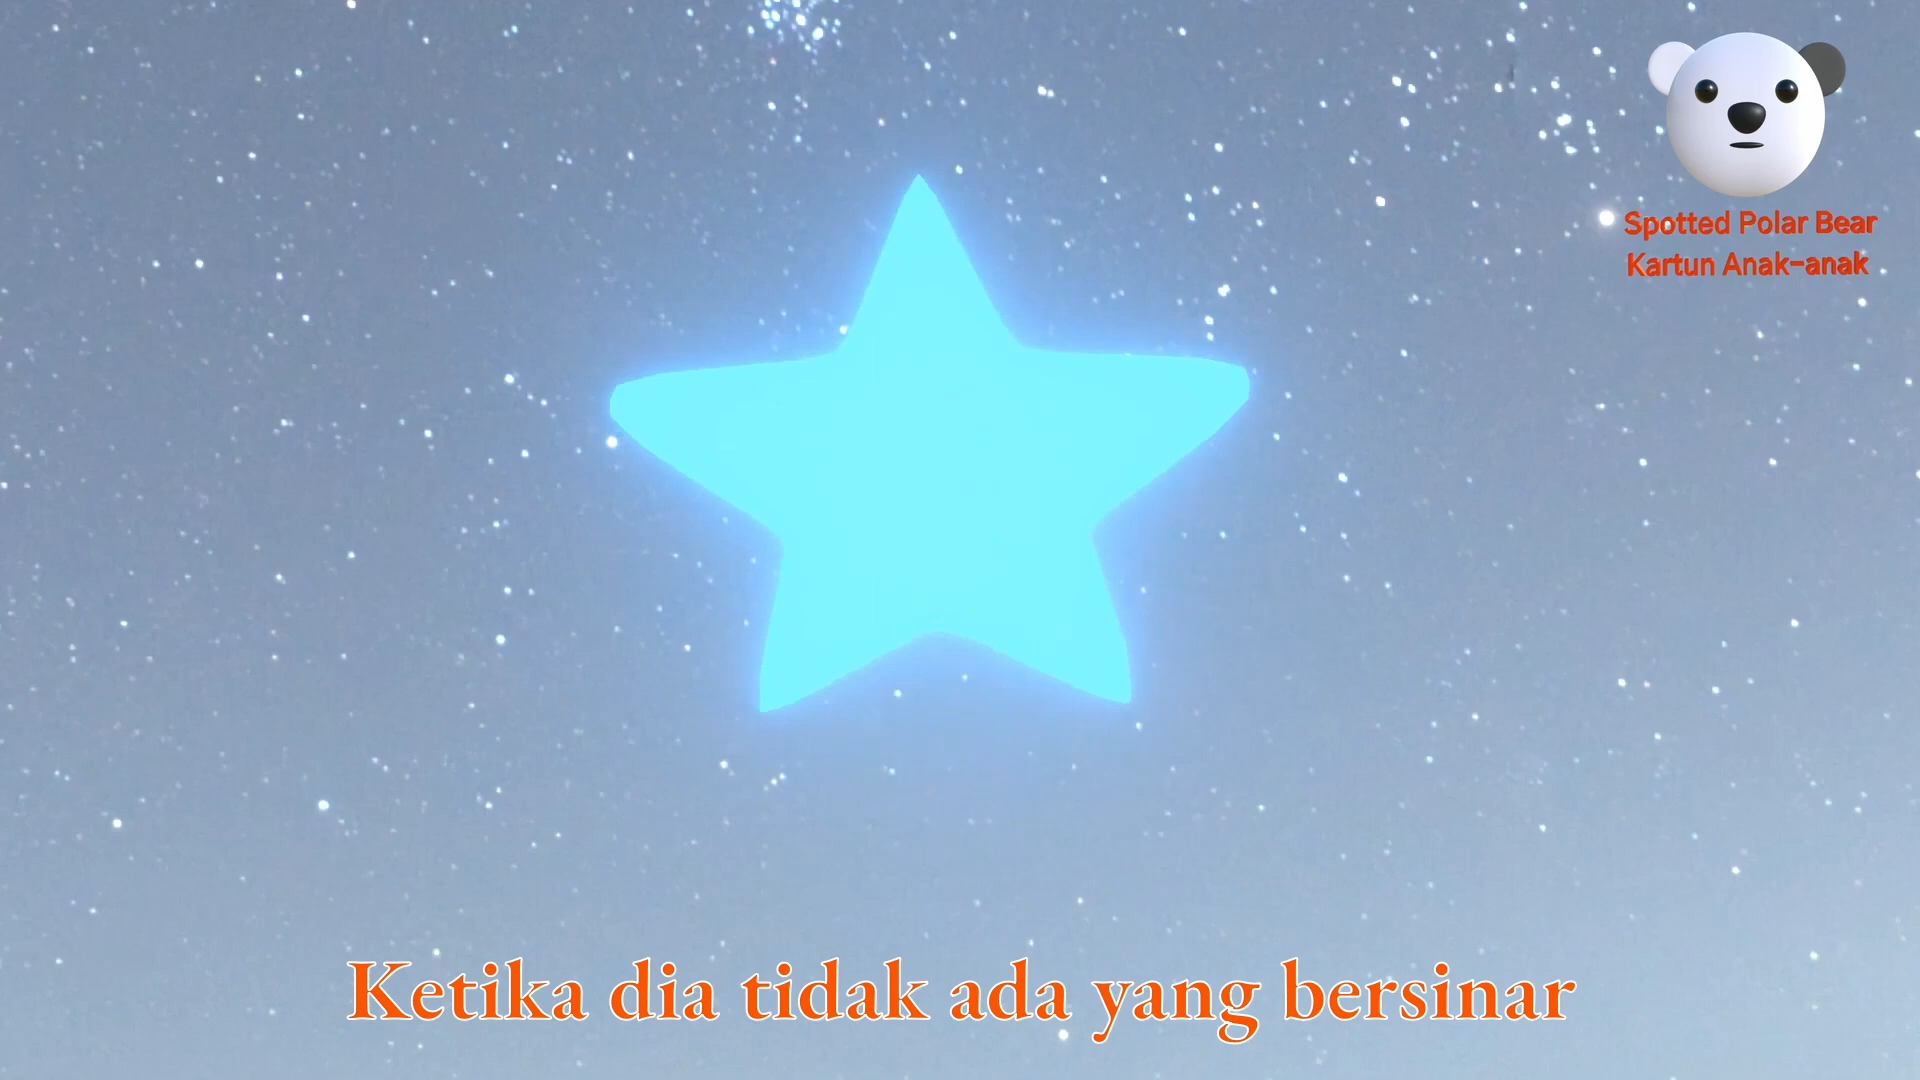 Spotted Polar Bear
Kartun Anak-anak
Ketika dia tidak ada yang bersinar